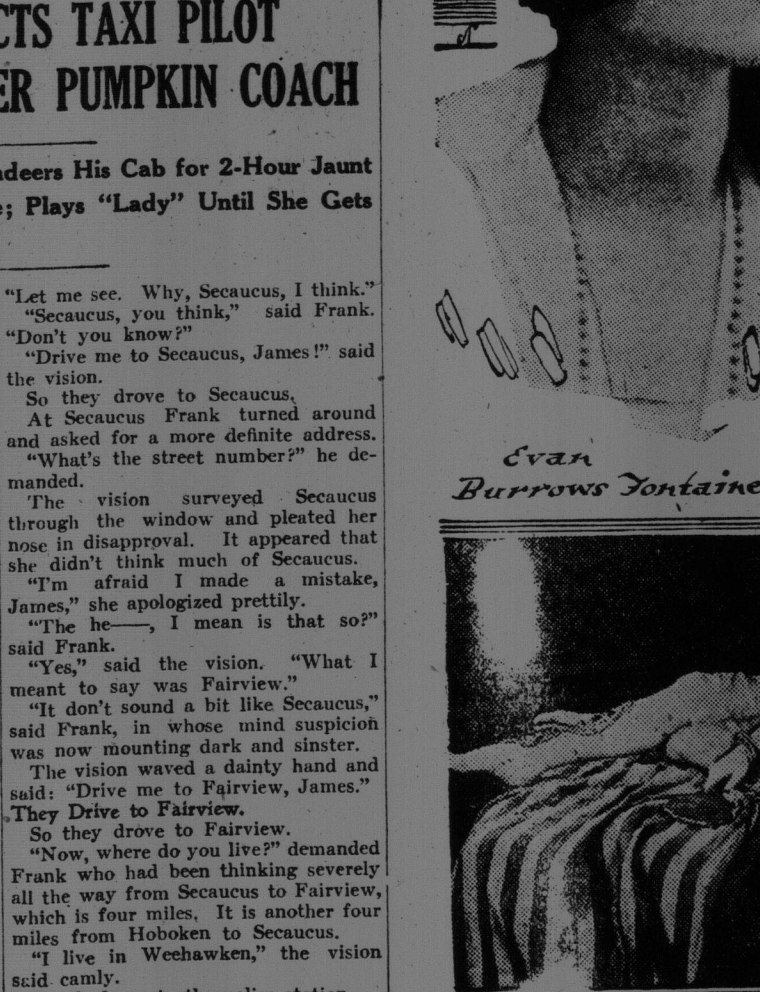 CTS TAXI PILOT
ER PUMPKIN COACH
deers His Cab for 2-Hour Jaunt
; Plays “Lady” Until She Gets
“Let me see. Why, Secaucus, I think.”
“Secaucus, you think,” said Frank.
“Don't you know?”
“Drive me to Secaucus, James!” said
the vision.
So they drove to Secaucus.
At Secaucus Frank turned around
and asked for a more definite address.
“What's the street number?” he de-
manded.
The vision surveyed Secaucus
through the window and pleated her
nose in disapproval. It appeared that
she didn't think much of Secaucus.
“I'm afraid I made a mistake,
James,” she apologized prettily.
“The he——, I mean is that so?”
said Frank.
“Yes,” said the vision. “What I
meant to say was Fairview.”
“It don't sound a bit like Secaucus,”
said Frank, in whose mind suspicion
was now mounting dark and sinster.
The vision waved a dainty hand and
said: “Drive me to Fairview, James.”
They Drive to Fairview.
So they drove to Fairview.
“Now, where do you live?” demanded
Frank who had been thinking severely
all the way from Secaucus to Fairview,
which is four miles. It is another four
miles from Hoboken to Secaucus.
“I live in Weehawken,” the vision
said camly.
Evan
Burrows Fontaine